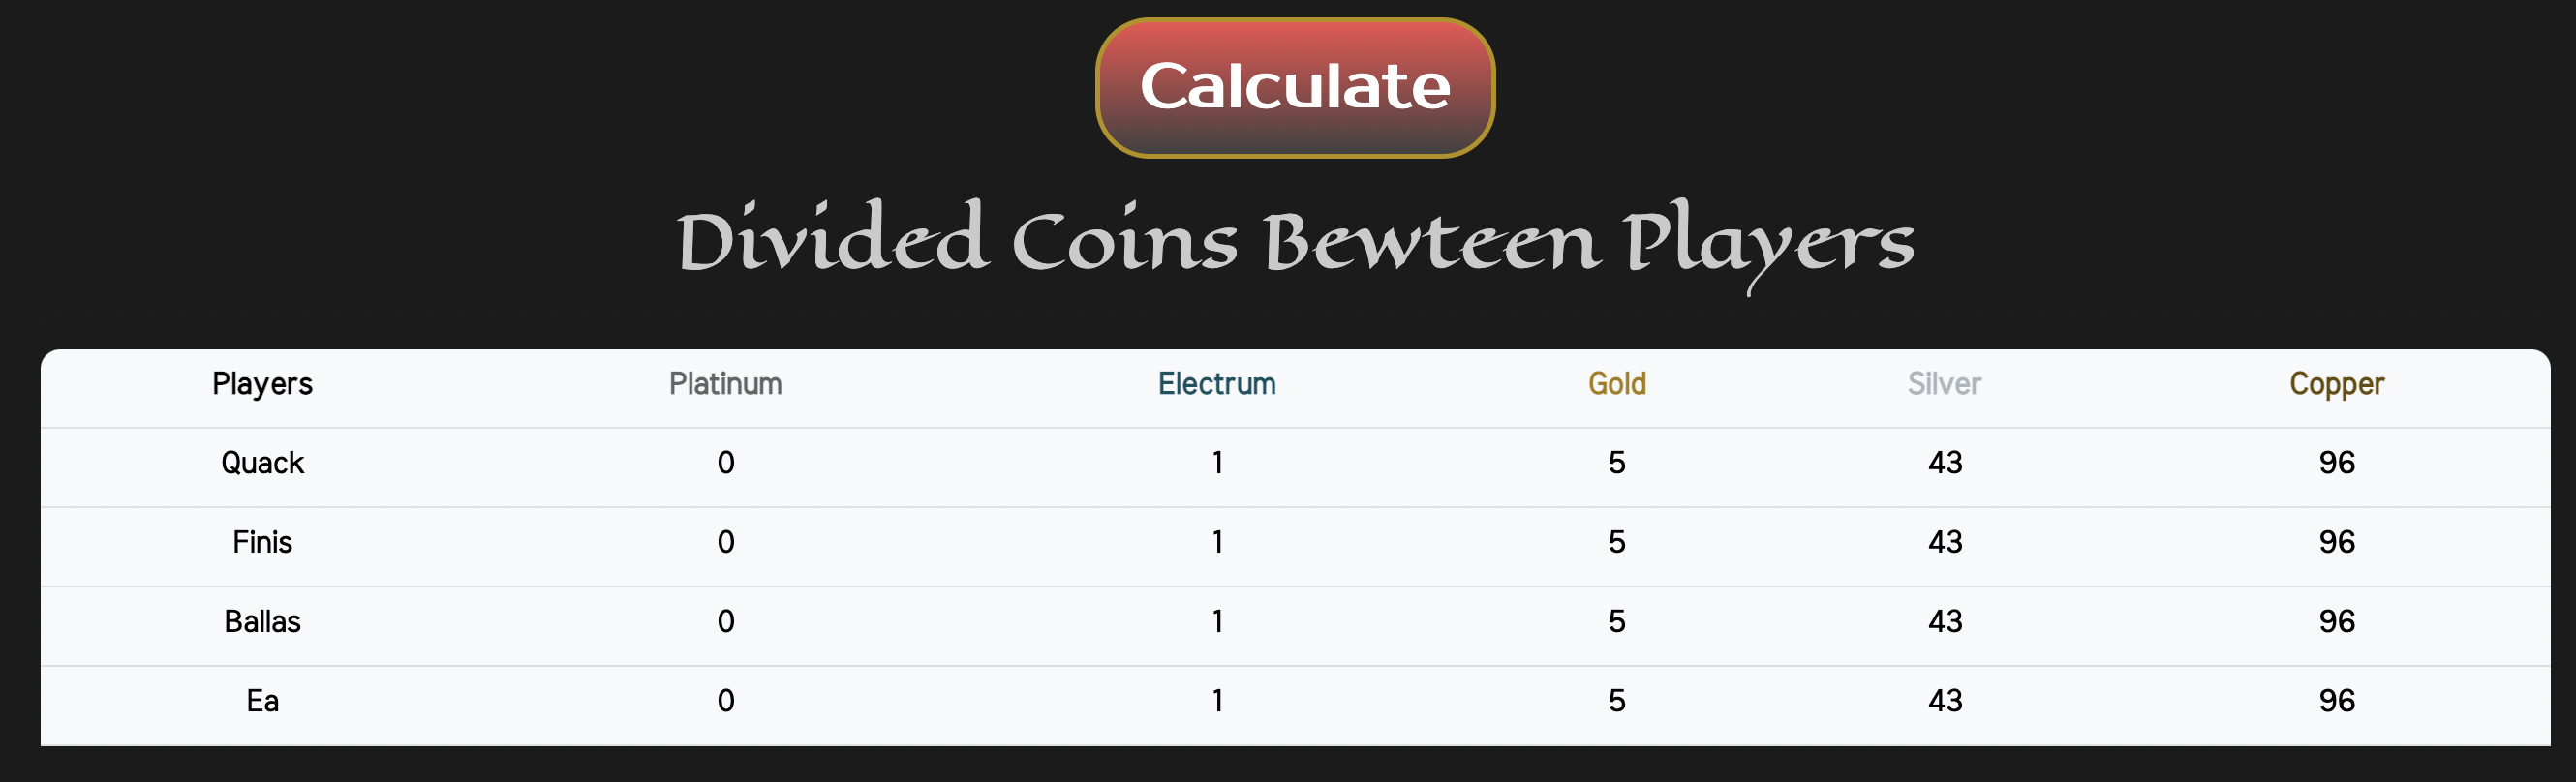 Calculate
Divided Coins Bewteen Players
Players Platinum Electrum Gold Silver Copper
Quack 0 1 5 43 96
Finis 0 1 5 43 96
Ballas 0 1 5 43 96
Ea 0 1 5 43 96